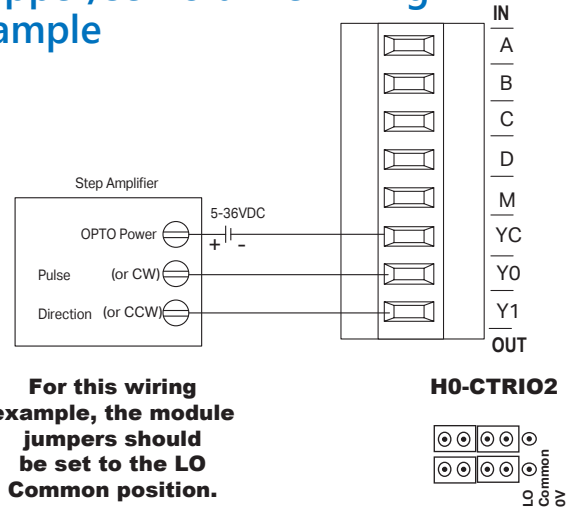 ample
IN
A
B
C
D
M
YC
Y0
Y1
OUT
Step Amplifier
5-36VDC
OPTO Power
+ -
Pulse (or CW)
Direction (or CCW)
For this wiring
example, the module
jumpers should
be set to the LO
Common position.
H0-CTRIO2
LO
Common
0V